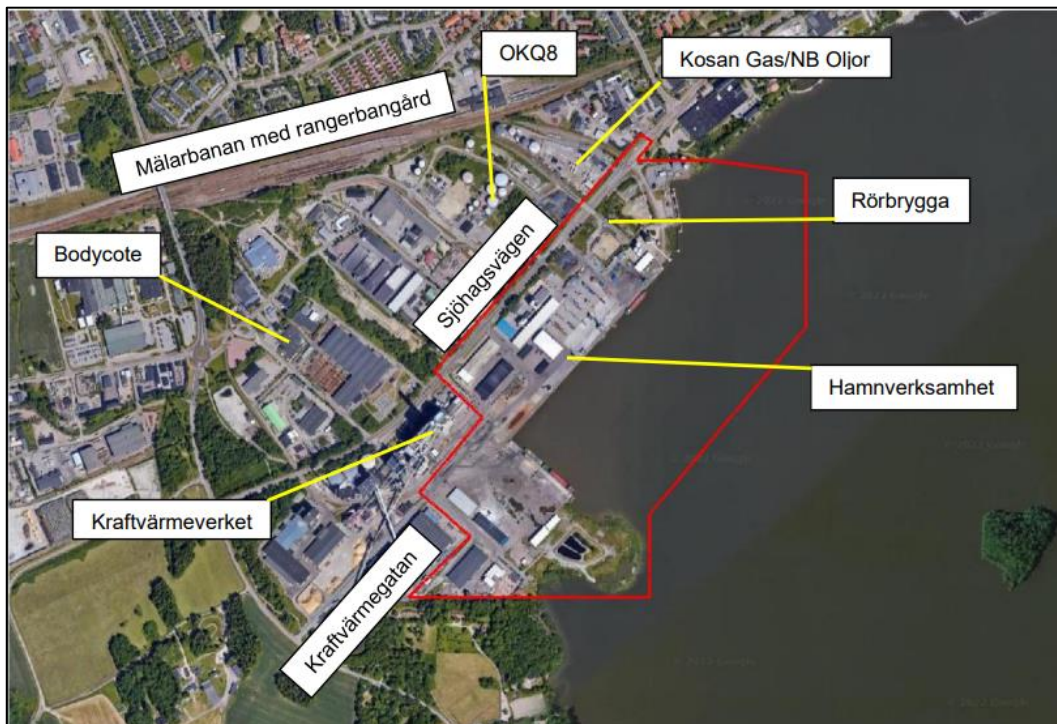 OKQ8
Kosan Gas/NB Oljor
Mälarbanan med rangerbangård
Rörbrygga
Bodycote
Sjöhagsvägen
Hamnverksamhet
Kraftvärmeverket
Kraftvärmegatan